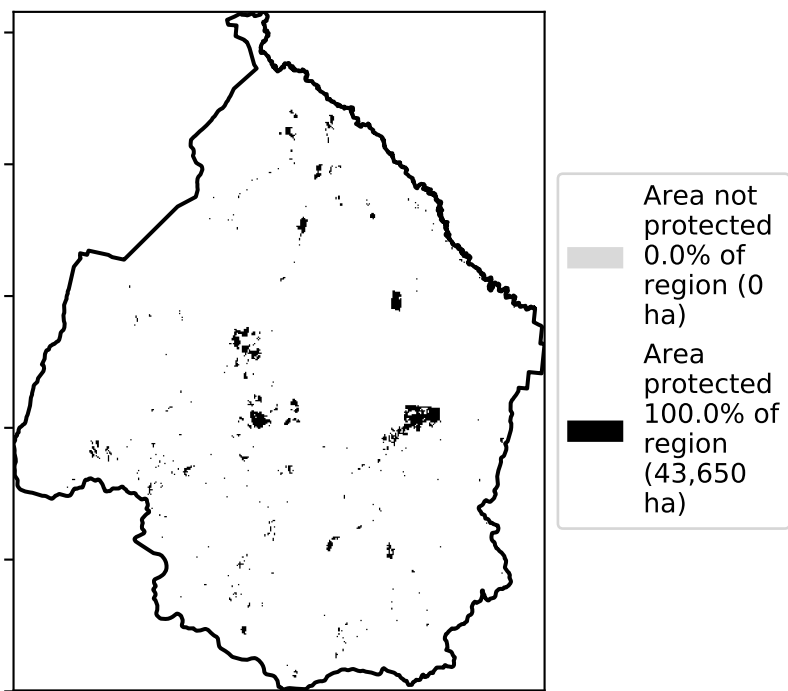 Area not
protected
0.0% of
region (0
ha)
Area
protected
100.0% of
region
(43,650
ha)